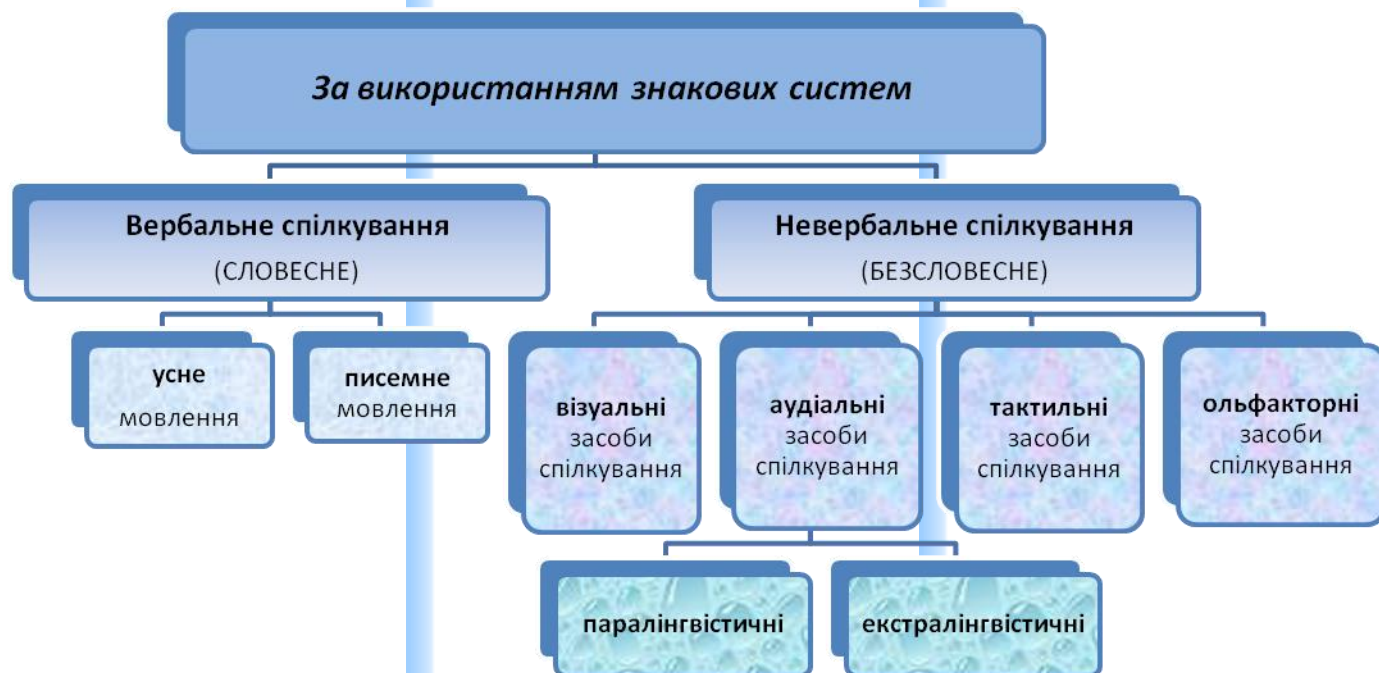 За використанням знакових систем
Вербальне спілкування
(СЛОВЕСНЕ)
Невербальне спілкування
(БЕЗСЛОВЕСНЕ)
усне
мовлення
писемне
мовлення
візуальні
засоби
спілкування
аудіальні
засоби
спілкування
тактильні
засоби
спілкування
ольфакторні
засоби
спілкування
паралінгвістичні
екстралінгвістичні